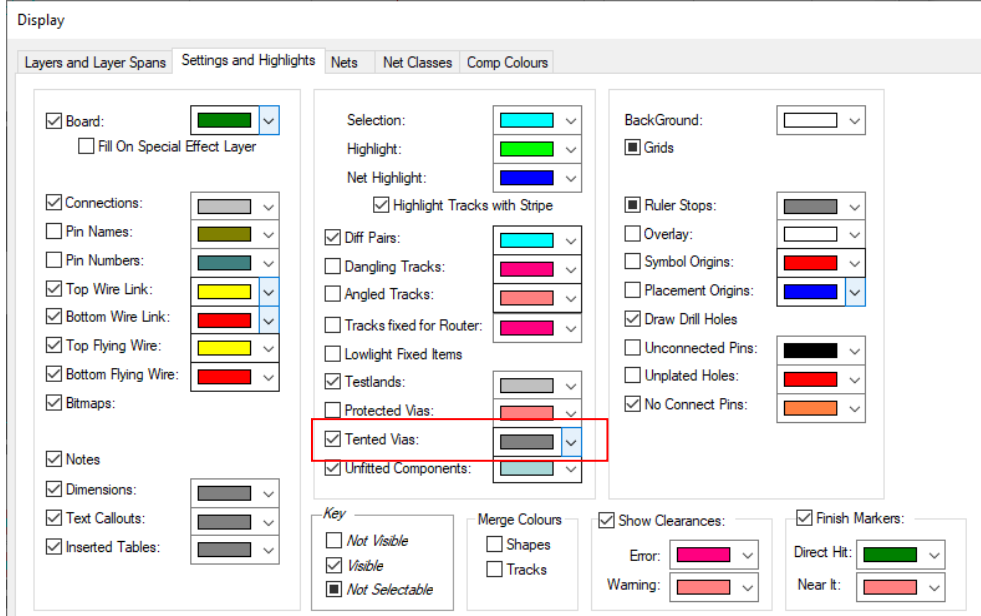 Display
Layers and Layer Spans
Settings and Highlights
Nets
Net Classes
Comp Colours
Board:
Fill On Special Effect Layer
Connections:
Pin Names:
Pin Numbers:
Top Wire Link:
Bottom Wire Link:
Top Flying Wire:
Bottom Flying Wire:
Bitmaps:
Notes
Dimensions:
Text Callouts:
Inserted Tables:
Selection:
Highlight:
Net Highlight:
Highlight Tracks with Stripe
Diff Pairs:
Dangling Tracks:
Angled Tracks:
Tracks fixed for Router:
Lowlight Fixed Items
Testlands:
Protected Vias:
Tented Vias:
Unfitted Components:
BackGround:
Grids
Ruler Stops:
Overlay:
Symbol Origins:
Placement Origins:
Draw Drill Holes
Unconnected Pins:
Unplated Holes:
No Connect Pins:
Key
Not Visible
Visible
Not Selectable
Merge Colours
Shapes
Tracks
Show Clearances:
Error:
Warning:
Finish Markers:
Direct Hit:
Near It: